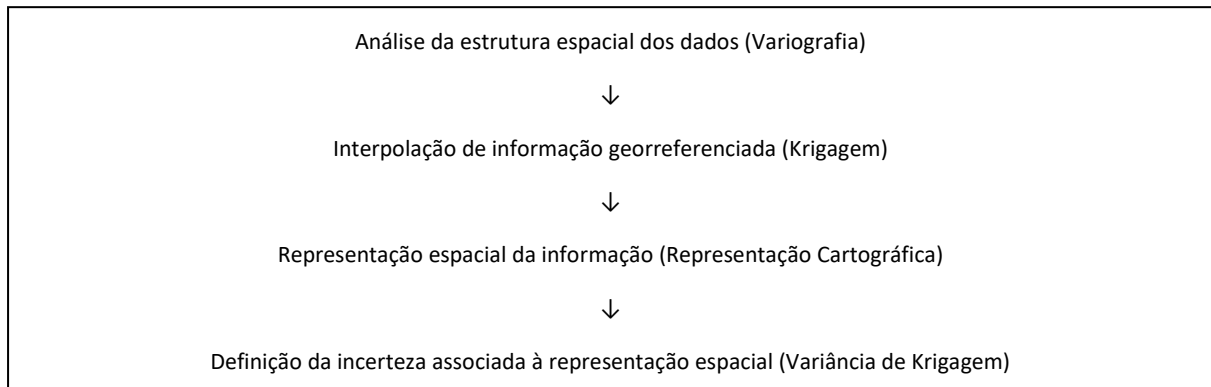 Análise da estrutura espacial dos dados (Variografia)
↓
Interpolação de informação georreferenciada (Krigagem)
↓
Representação espacial da informação (Representação Cartográfica)
↓
Definição da incerteza associada à representação espacial (Variância de Krigagem)